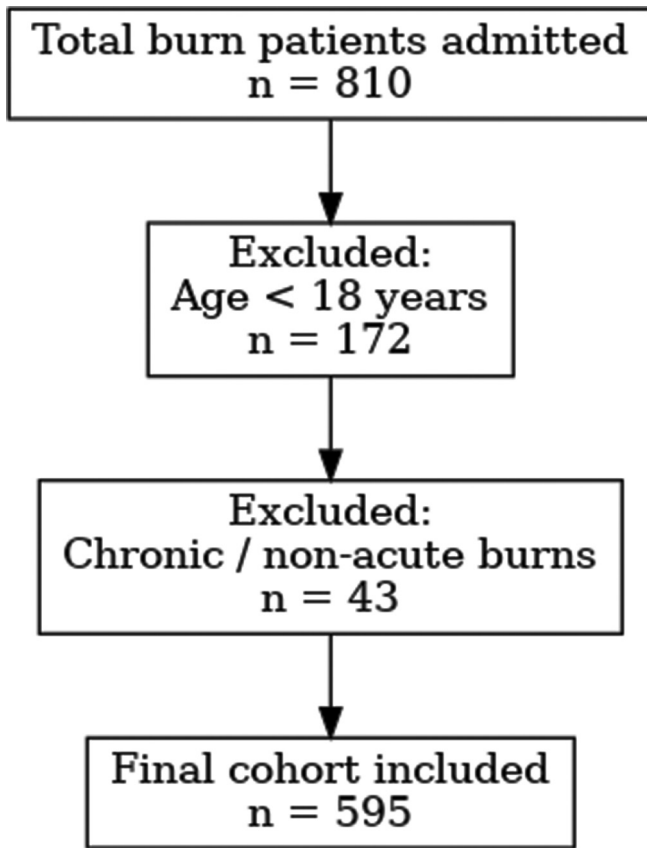 Total burn patients admitted
n = 810
Excluded:
Age < 18 years
n = 172
Excluded:
Chronic / non-acute burns
n = 43
Final cohort included
n = 595